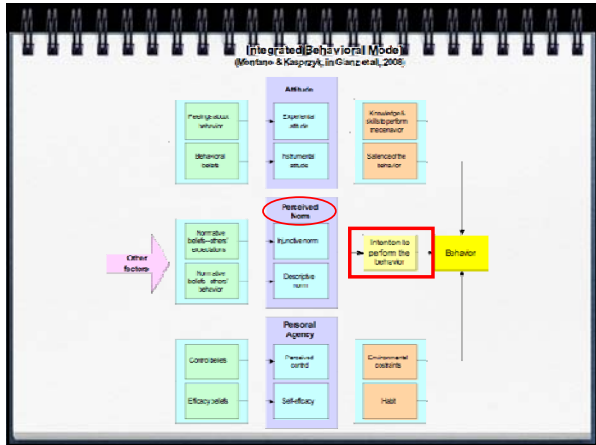 Integrated Behavioral Model
(Montano & Kasprzyk, in Glanz et al, 2008)
Attitude
Feelings about
behavior
Experiential
attitude
Knowledge &
skills to perform
the behavior
Behavioral
beliefs
Instrumental
attitude
Salience of the
behavior
Perceived
Norm
Normative
beliefs—others'
expectations
Injunctive norm
Other
factors
Intention to
perform the
behavior
Behavior
Normative
beliefs—others'
behavior
Descriptive
norm
Personal
Agency
Control beliefs
Perceived
control
Environmental
constraints
Efficacy beliefs
Self-efficacy
Habit